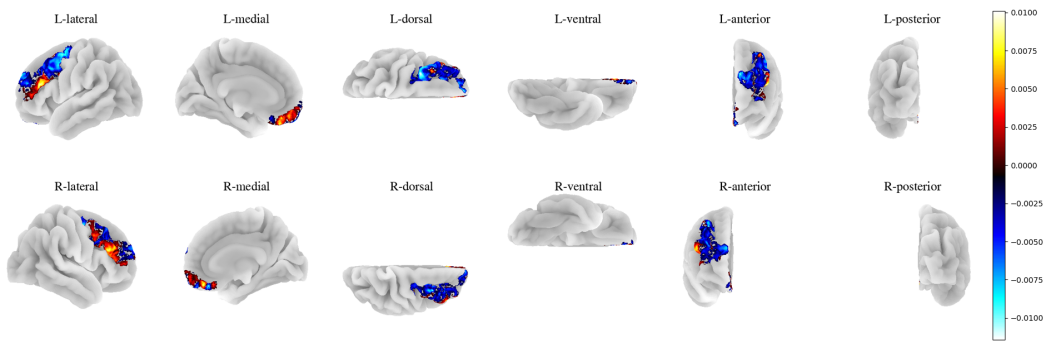 L-lateral
L-medial
L-dorsal
L-ventral
L-anterior
L-posterior
R-lateral
R-medial
R-dorsal
R-ventral
R-anterior
R-posterior
0.0100
0.0075
0.0050
0.0025
0.0000
−0.0025
−0.0050
−0.0075
−0.0100